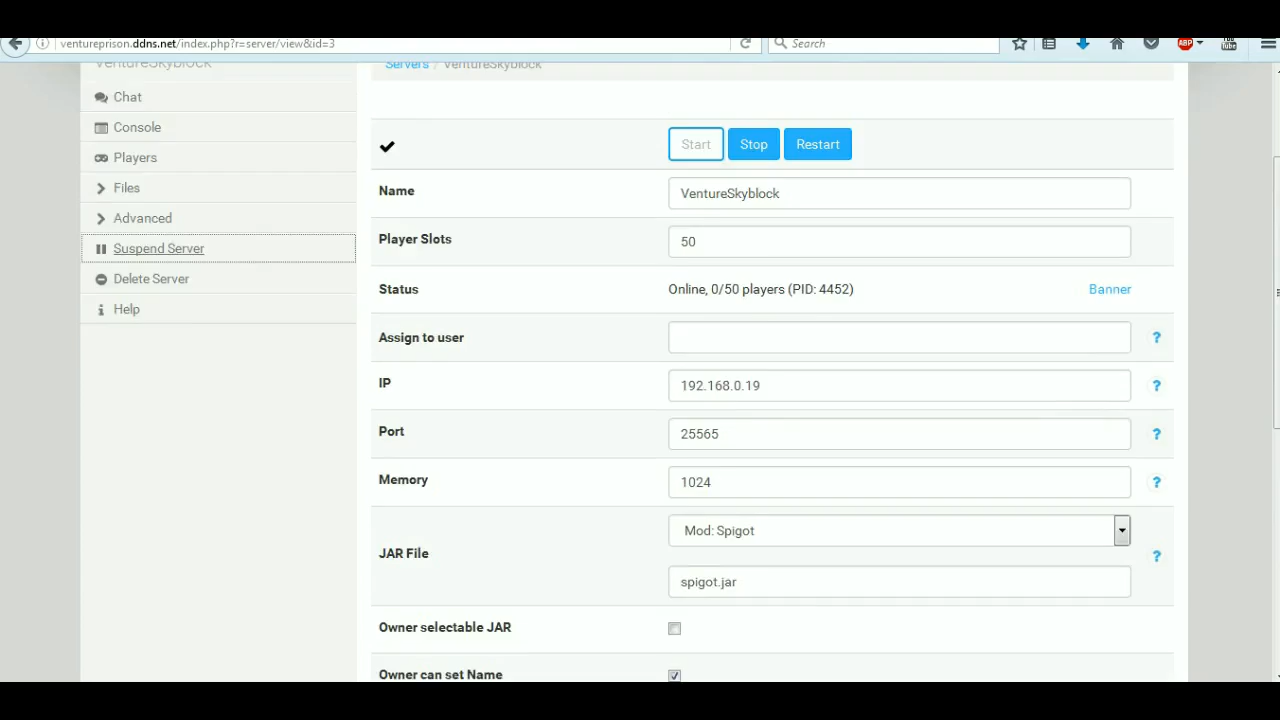 ventureprison.ddns.net/index.php?r=server/view&id=3
Search
ABP
You Tube
VentureSkyblock
Servers / VentureSkyblock
Chat
Console
Players
Files
Advanced
Suspend Server
Delete Server
Help
Start Stop Restart
Name VentureSkyblock
Player Slots 50
Status Online, 0/50 players (PID: 4452) Banner
Assign to user ?
IP 192.168.0.19 ?
Port 25565 ?
Memory 1024 ?
Mod: Spigot
JAR File ?
spigot.jar
Owner selectable JAR
Owner can set Name